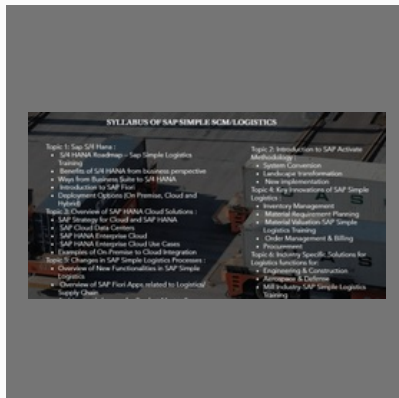 SYLLABUS OF SAP SIMPLE SCM/LOGISTICS
Topic 1: Sap S/4 Hana :
S/4 HANA Roadmap – Sap Simple Logistics
Training
Benefits of S/4 HANA from business perspective
Ways from Business Suite to S/4 HANA
Introduction to SAP Fiori
Deployment Options (On Premise, Cloud and
Hybrid)
Topic 3: Overview of SAP HANA Cloud Solutions :
SAP Strategy for Cloud and SAP HANA
SAP Cloud Data Centers
SAP HANA Enterprise Cloud
SAP HANA Enterprise Cloud Use Cases
Examples of On-Premise to Cloud Integration
Topic 5: Changes in SAP Simple Logistics Processes :
Overview of New Functionalities in SAP Simple
Logistics
Overview of SAP Fiori Apps related to Logistics/
Supply Chain
Topic 2: Introduction to SAP Activate
Methodology :
System Conversion
Landscape transformation
New implementation
Topic 4: Key Innovations of SAP Simple
Logistics :
Inventory Management
Material Requirement Planning
Material Valuation-SAP Simple
Logistics Training
Order Management & Billing
Procurement
Topic 6: Industry Specific Solutions for
Logistics functions for:
Engineering & Construction
Aerospace & Defense
Mill Industry-SAP Simple Logistics
Training